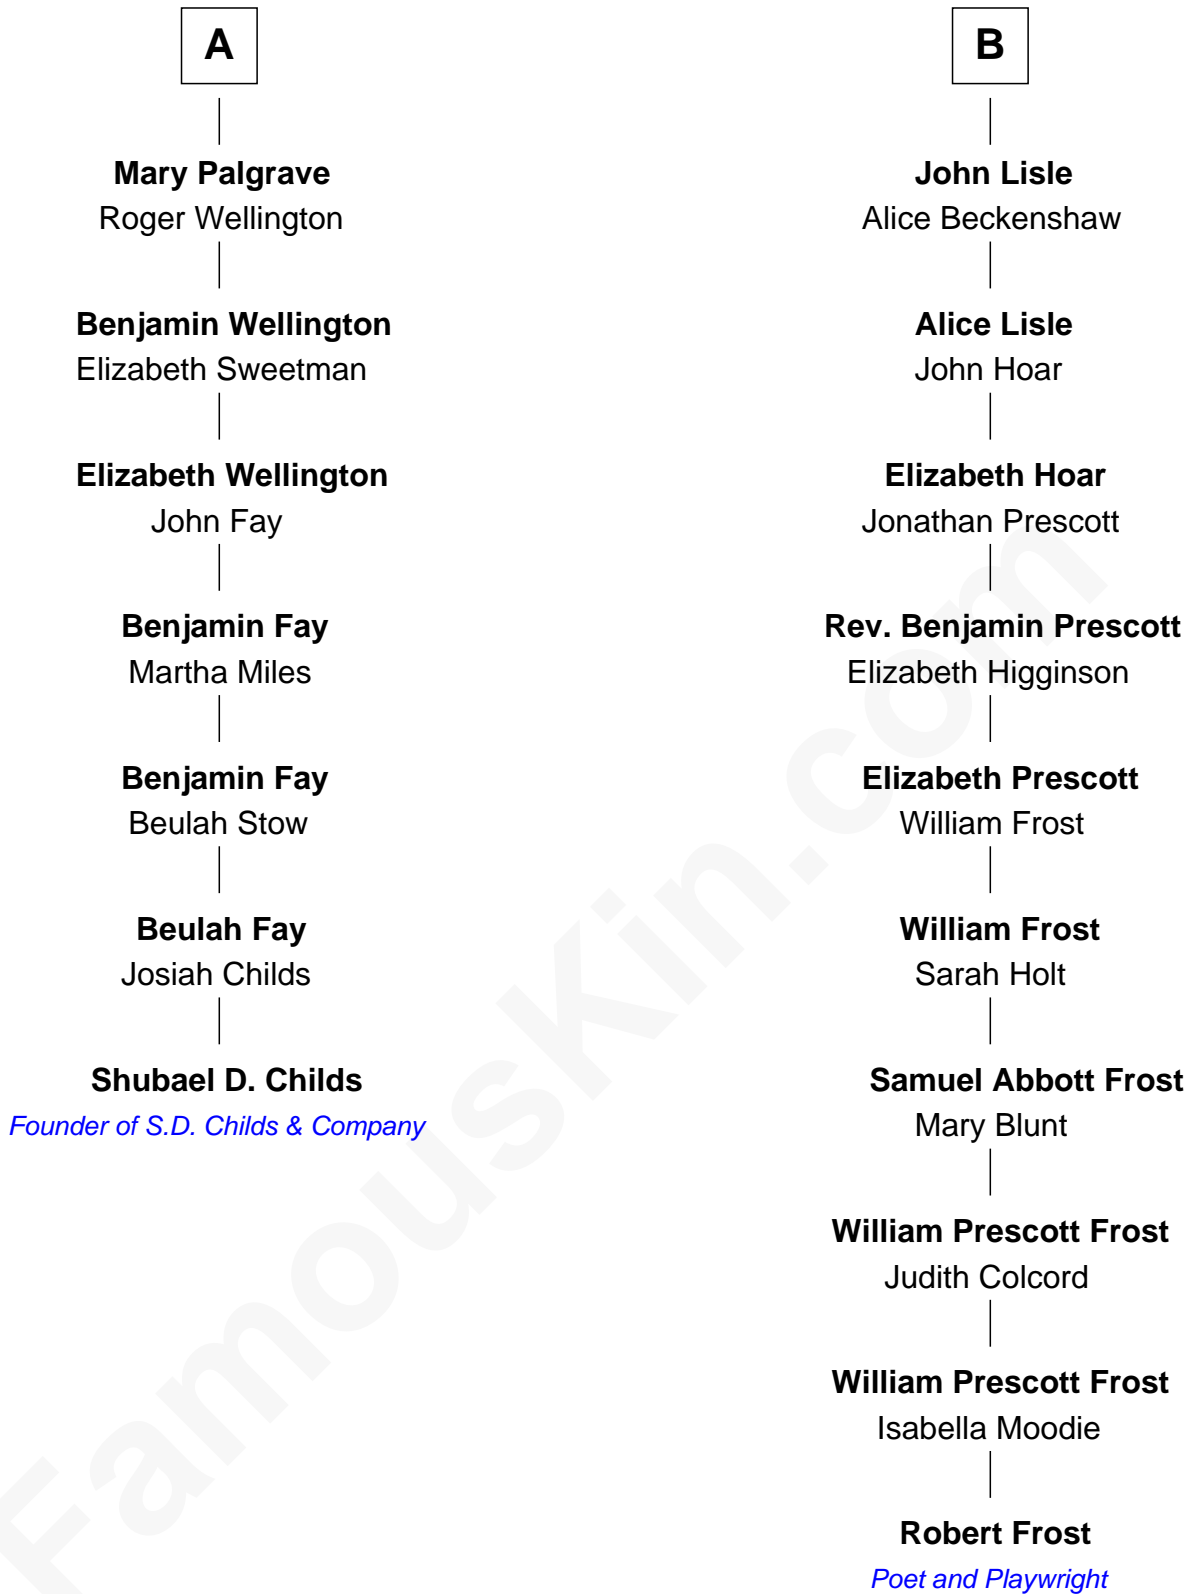 A
Mary Palgrave
Roger Wellington
Benjamin Wellington
Elizabeth Sweetman
Elizabeth Wellington
John Fay
Benjamin Fay
Martha Miles
Benjamin Fay
Beulah Stow
Beulah Fay
Josiah Childs
Shubael D. Childs
Founder of S.D. Childs & Company
B
John Lisle
Alice Beckenshaw
Alice Lisle
John Hoar
Elizabeth Hoar
Jonathan Prescott
Rev. Benjamin Prescott
Elizabeth Higginson
Elizabeth Prescott
William Frost
William Frost
Sarah Holt
Samuel Abbott Frost
Mary Blunt
William Prescott Frost
Judith Colcord
William Prescott Frost
Isabella Moodie
Robert Frost
Poet and Playwright
FamousKin.com